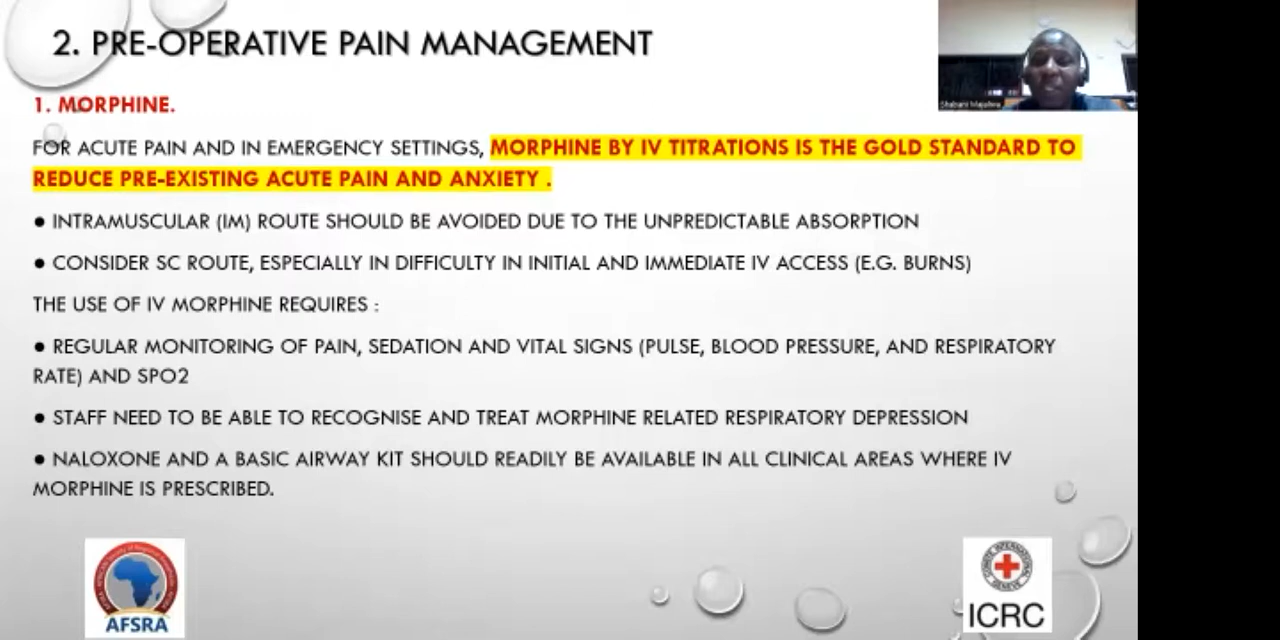 2. PRE-OPERATIVE PAIN MANAGEMENT
1. MORPHINE.
FOR ACUTE PAIN AND IN EMERGENCY SETTINGS, MORPHINE BY IV TITRATIONS IS THE GOLD STANDARD TO
REDUCE PRE-EXISTING ACUTE PAIN AND ANXIETY .
● INTRAMUSCULAR (IM) ROUTE SHOULD BE AVOIDED DUE TO THE UNPREDICTABLE ABSORPTION
● CONSIDER SC ROUTE, ESPECIALLY IN DIFFICULTY IN INITIAL AND IMMEDIATE IV ACCESS (E.G. BURNS)
THE USE OF IV MORPHINE REQUIRES :
● REGULAR MONITORING OF PAIN, SEDATION AND VITAL SIGNS (PULSE, BLOOD PRESSURE, AND RESPIRATORY
RATE) AND SPO2
● STAFF NEED TO BE ABLE TO RECOGNISE AND TREAT MORPHINE RELATED RESPIRATORY DEPRESSION
● NALOXONE AND A BASIC AIRWAY KIT SHOULD READILY BE AVAILABLE IN ALL CLINICAL AREAS WHERE IV
MORPHINE IS PRESCRIBED.
AFSRA
COMITE INTERNATIONAL
GENEVE
ICRC